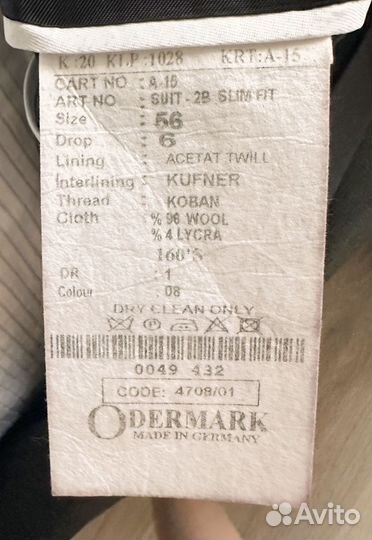 K :20 KLP :1028 KRT: A-15
CART NO : A-15
ART NO : SUIT - 2B SLIM FIT
Size : 56
Drop : 6
Lining : ACETAT TWILL
Interlining : KUFNER
Thread : KOBAN
Cloth : % 96 WOOL
% 4 LYCRA
160'S
DR : 1
Colour : 08
DRY CLEAN ONLY
0049 432
CODE: 4708/01
ODERMARK
MADE IN GERMANY
Avito